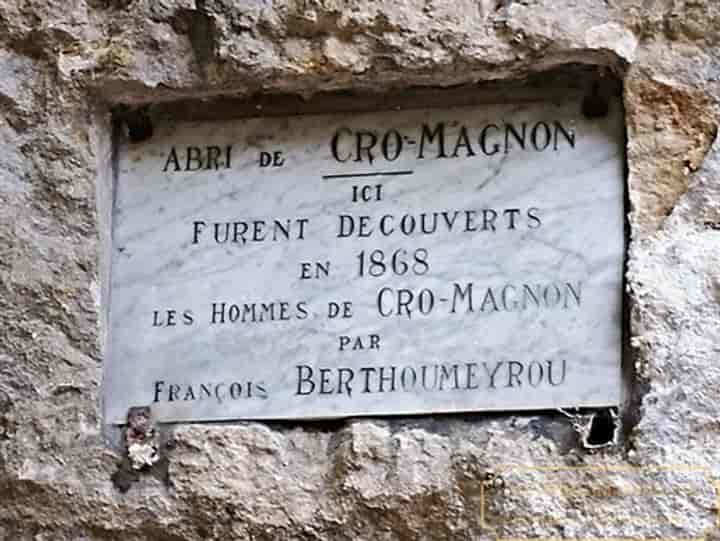 ABRI DE CRO-MAGNON
ICI
FURENT DECOUVERTS
EN 1868
LES HOMMES DE CRO-MAGNON
PAR
FRANÇOIS BERTHOUMEYROU